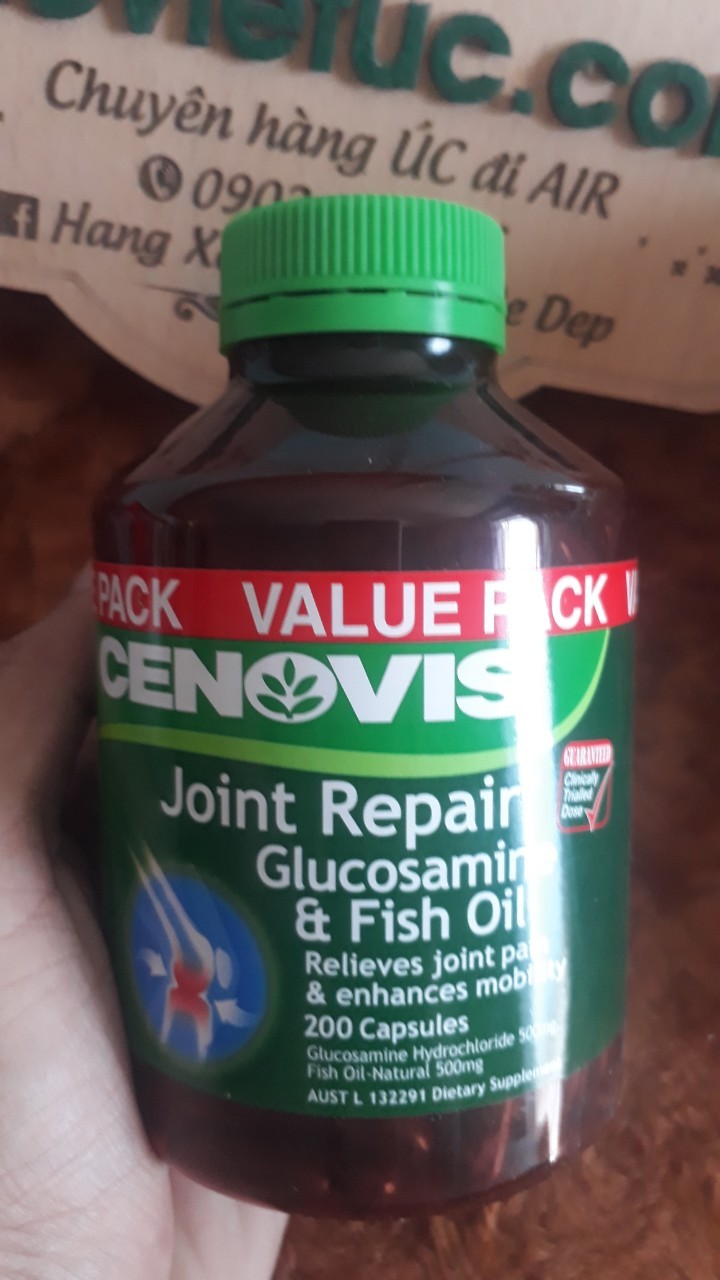 Chuyên hàng ÚC đi AIR
Hang
Dep
PACK VALUE PACK
CENOVIS
GUARANTEED
Clinically
Trialled
Dose
Joint Repair
Glucosamine
& Fish Oil
Relieves joint pain
& enhances mobility
200 Capsules
Glucosamine Hydrochloride 500mg
Fish Oil-Natural 500mg
AUST L 132291 Dietary Supplement